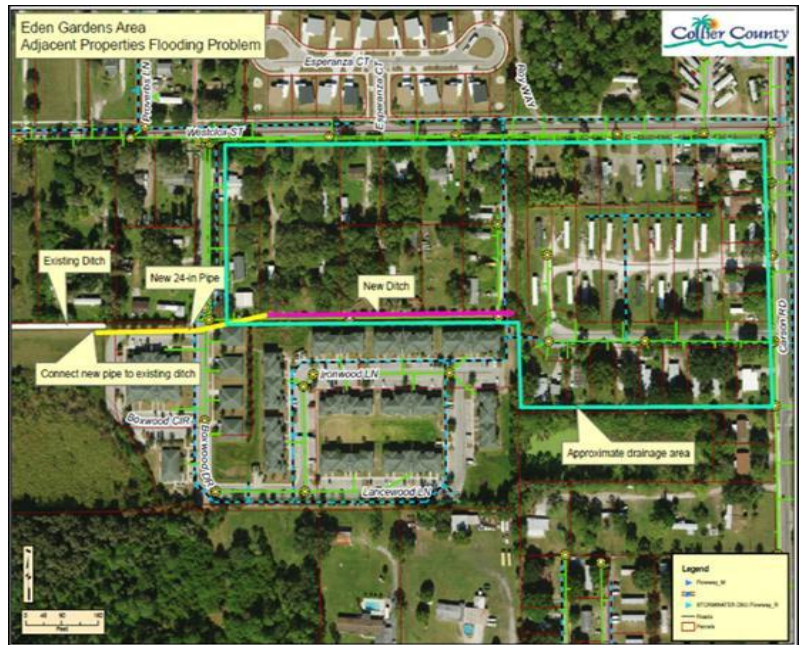 Eden Gardens Area
Adjacent Properties Flooding Problem
Collier County
Esperanza CT
Proverbs LN
Esperanza CT
Roy WAY
Westclox ST
Existing Ditch
New 24-in Pipe
New Ditch
Carson RD
Connect new pipe to existing ditch
Ironwood LN
Boxwood CIR
Boxwood DR
Approximate drainage area
Lancewood LN
Legend
Roads
Parcels
Feet